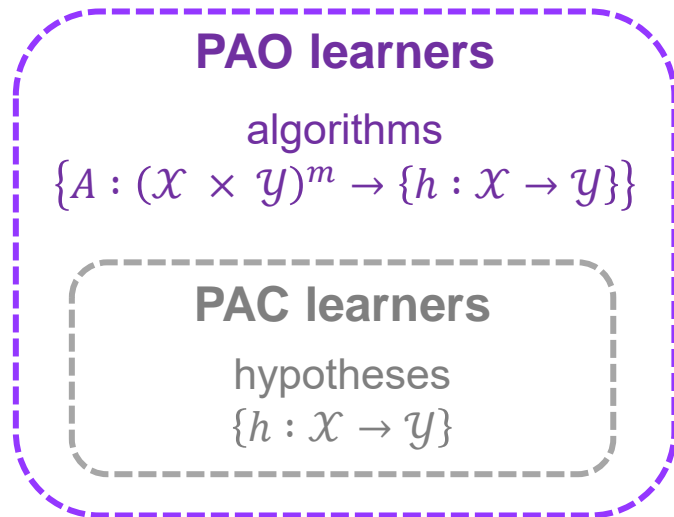 PAO learners
algorithms
{A : (𝒳 × 𝒴)^m → {h : 𝒳 → 𝒴}}
PAC learners
hypotheses
{h : 𝒳 → 𝒴}